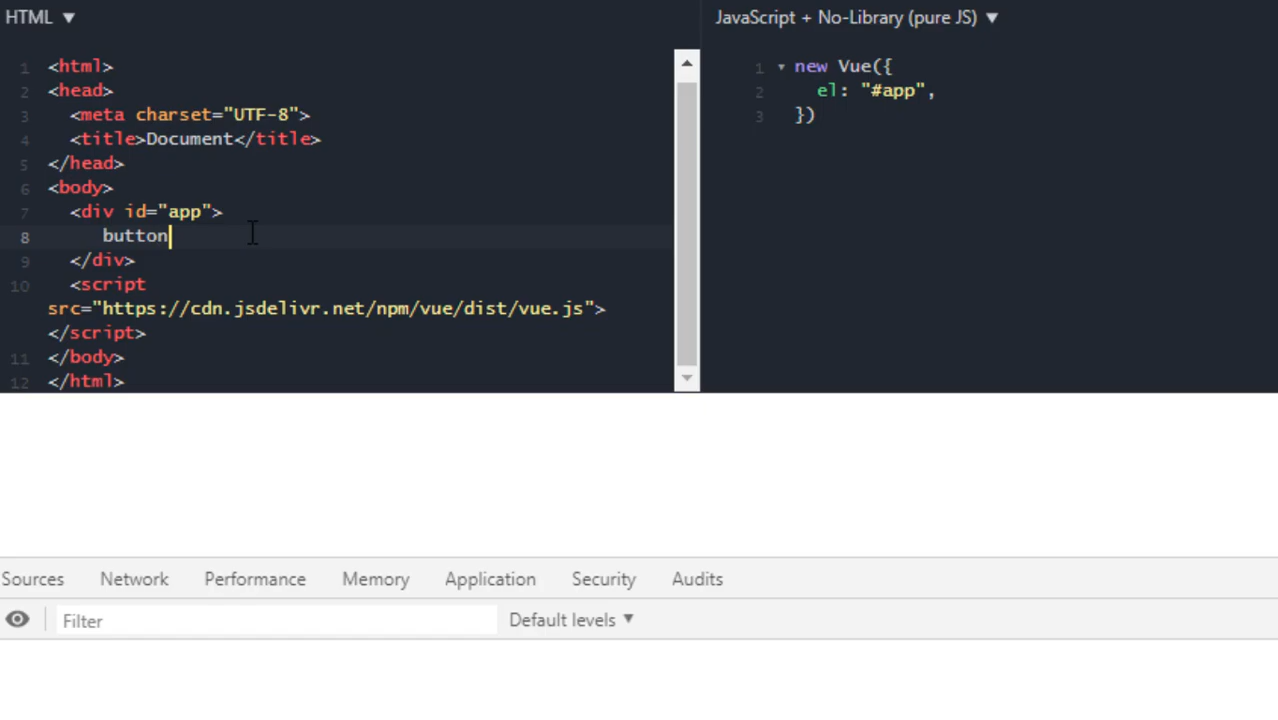 HTML ▼
1 <html>
2 <head>
3 <meta charset="UTF-8">
4 <title>Document</title>
5 </head>
6 <body>
7 <div id="app">
8 button
9 </div>
10 <script
src="https://cdn.jsdelivr.net/npm/vue/dist/vue.js">
</script>
11 </body>
12 </html>
JavaScript + No-Library (pure JS) ▼
1 ▾ new Vue({
2 el: "#app",
3 })
Sources Network Performance Memory Application Security Audits
Filter Default levels ▼